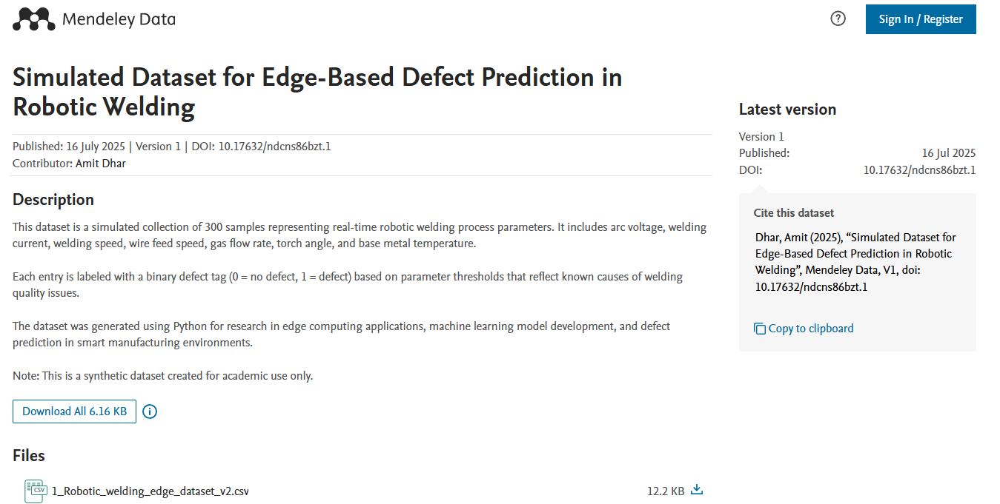 Mendeley Data
Sign In / Register
Simulated Dataset for Edge-Based Defect Prediction in
Robotic Welding
Published: 16 July 2025 | Version 1 | DOI: 10.17632/ndcns86bzt.1
Contributor: Amit Dhar
Description
This dataset is a simulated collection of 300 samples representing real-time robotic welding process parameters. It includes arc voltage, welding
current, welding speed, wire feed speed, gas flow rate, torch angle, and base metal temperature.
Each entry is labeled with a binary defect tag (0 = no defect, 1 = defect) based on parameter thresholds that reflect known causes of welding
quality issues.
The dataset was generated using Python for research in edge computing applications, machine learning model development, and defect
prediction in smart manufacturing environments.
Note: This is a synthetic dataset created for academic use only.
Download All 6.16 KB
Files
CSV
1_Robotic_welding_edge_dataset_v2.csv
12.2 KB
Latest version
Version 1
Published: 16 Jul 2025
DOI: 10.17632/ndcns86bzt.1
Cite this dataset
Dhar, Amit (2025), “Simulated Dataset for
Edge-Based Defect Prediction in Robotic
Welding”, Mendeley Data, V1, doi:
10.17632/ndcns86bzt.1
Copy to clipboard